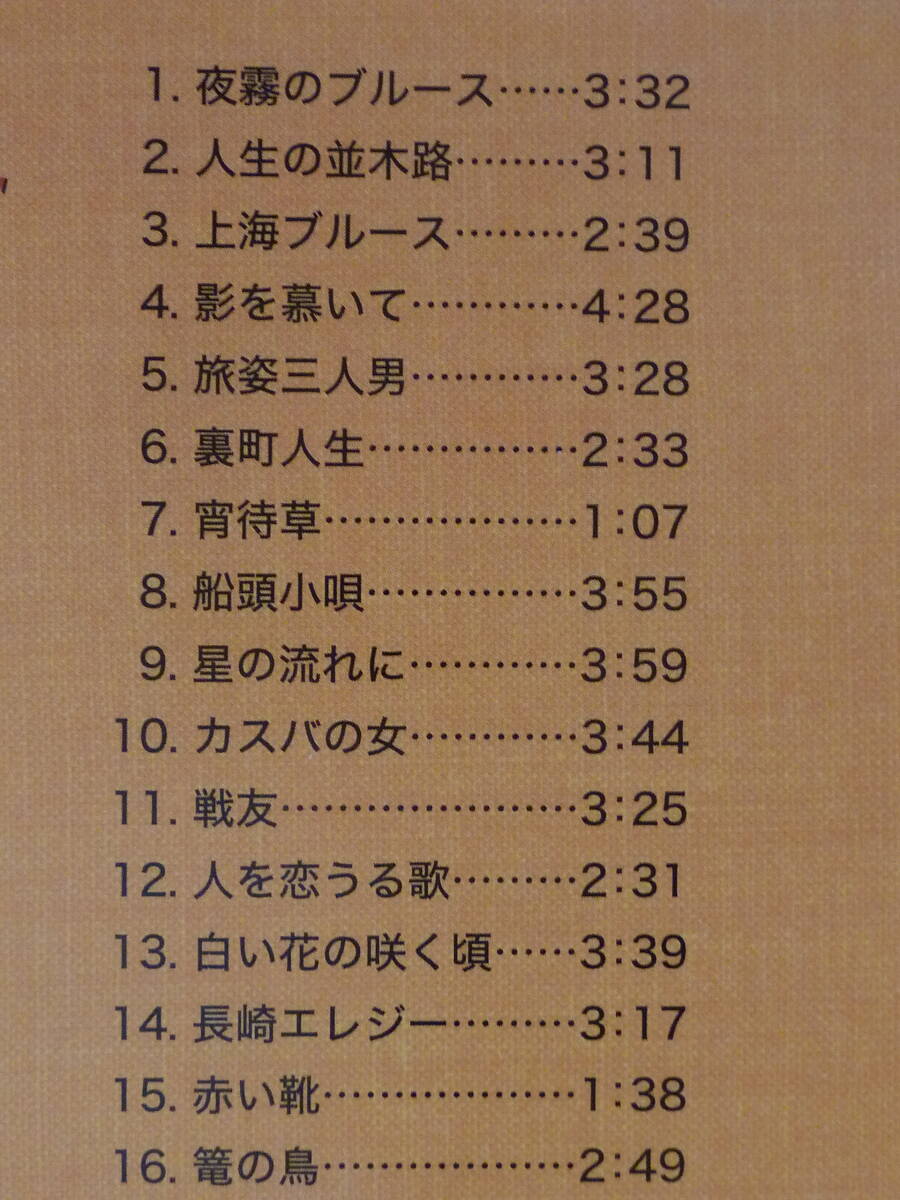 1. 夜霧のブルース……3:32
2. 人生の並木路………3:11
3. 上海ブルース………2:39
4. 影を慕いて…………4:28
5. 旅姿三人男…………3:28
6. 裏町人生……………2:33
7. 宵待草………………1:07
8. 船頭小唄……………3:55
9. 星の流れに…………3:59
10. カスバの女…………3:44
11. 戦友…………………3:25
12. 人を恋うる歌………2:31
13. 白い花の咲く頃……3:39
14. 長崎エレジー………3:17
15. 赤い靴………………1:38
16. 篭の鳥………………2:49